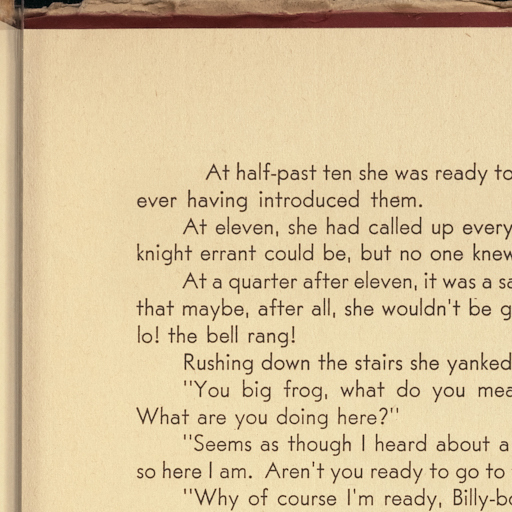 At half-past ten she was ready to
ever having introduced them.
At eleven, she had called up every
knight errant could be, but no one knew
At a quarter after eleven, it was a
that maybe, after all, she wouldn't be
lo! the bell rang!
Rushing down the stairs she yanked
"You big frog, what do you
What are you doing here?"
"Seems as though I heard about a
so here I am. Aren't you ready to go to
"Why of course I'm ready,